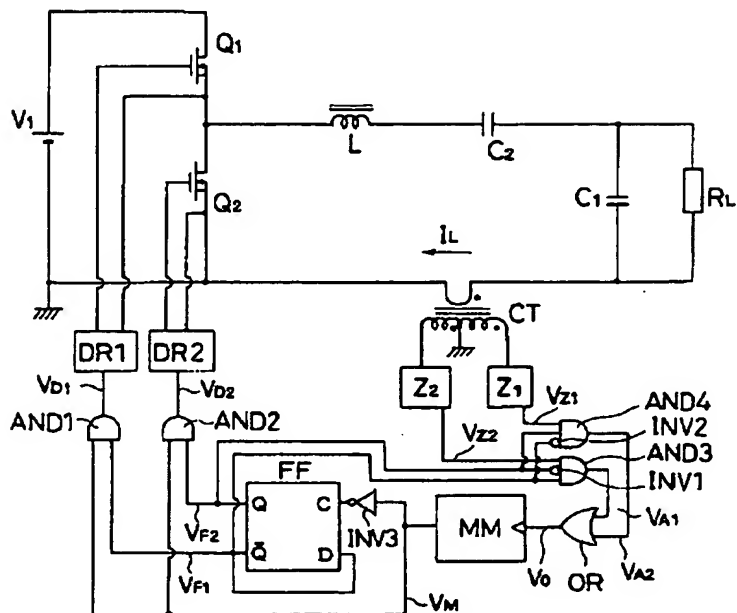 Q1
V1
L
C2
Q2
C1
RL
IL
CT
DR1
DR2
Z2
Z1
VD1
VD2
VZ1
AND4
AND1
AND2
VZ2
INV2
AND3
FF
INV1
Q
C
MM
VF2
INV3
VA1
Q̅
D
VO
OR
VA2
VF1
VM